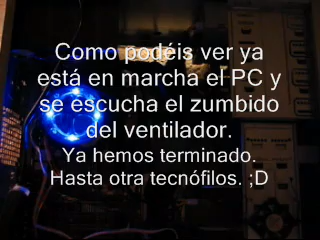 Como podéis ver ya
está en marcha el PC y
se escucha el zumbido
del ventilador.
Ya hemos terminado.
Hasta otra tecnófilos. ;D